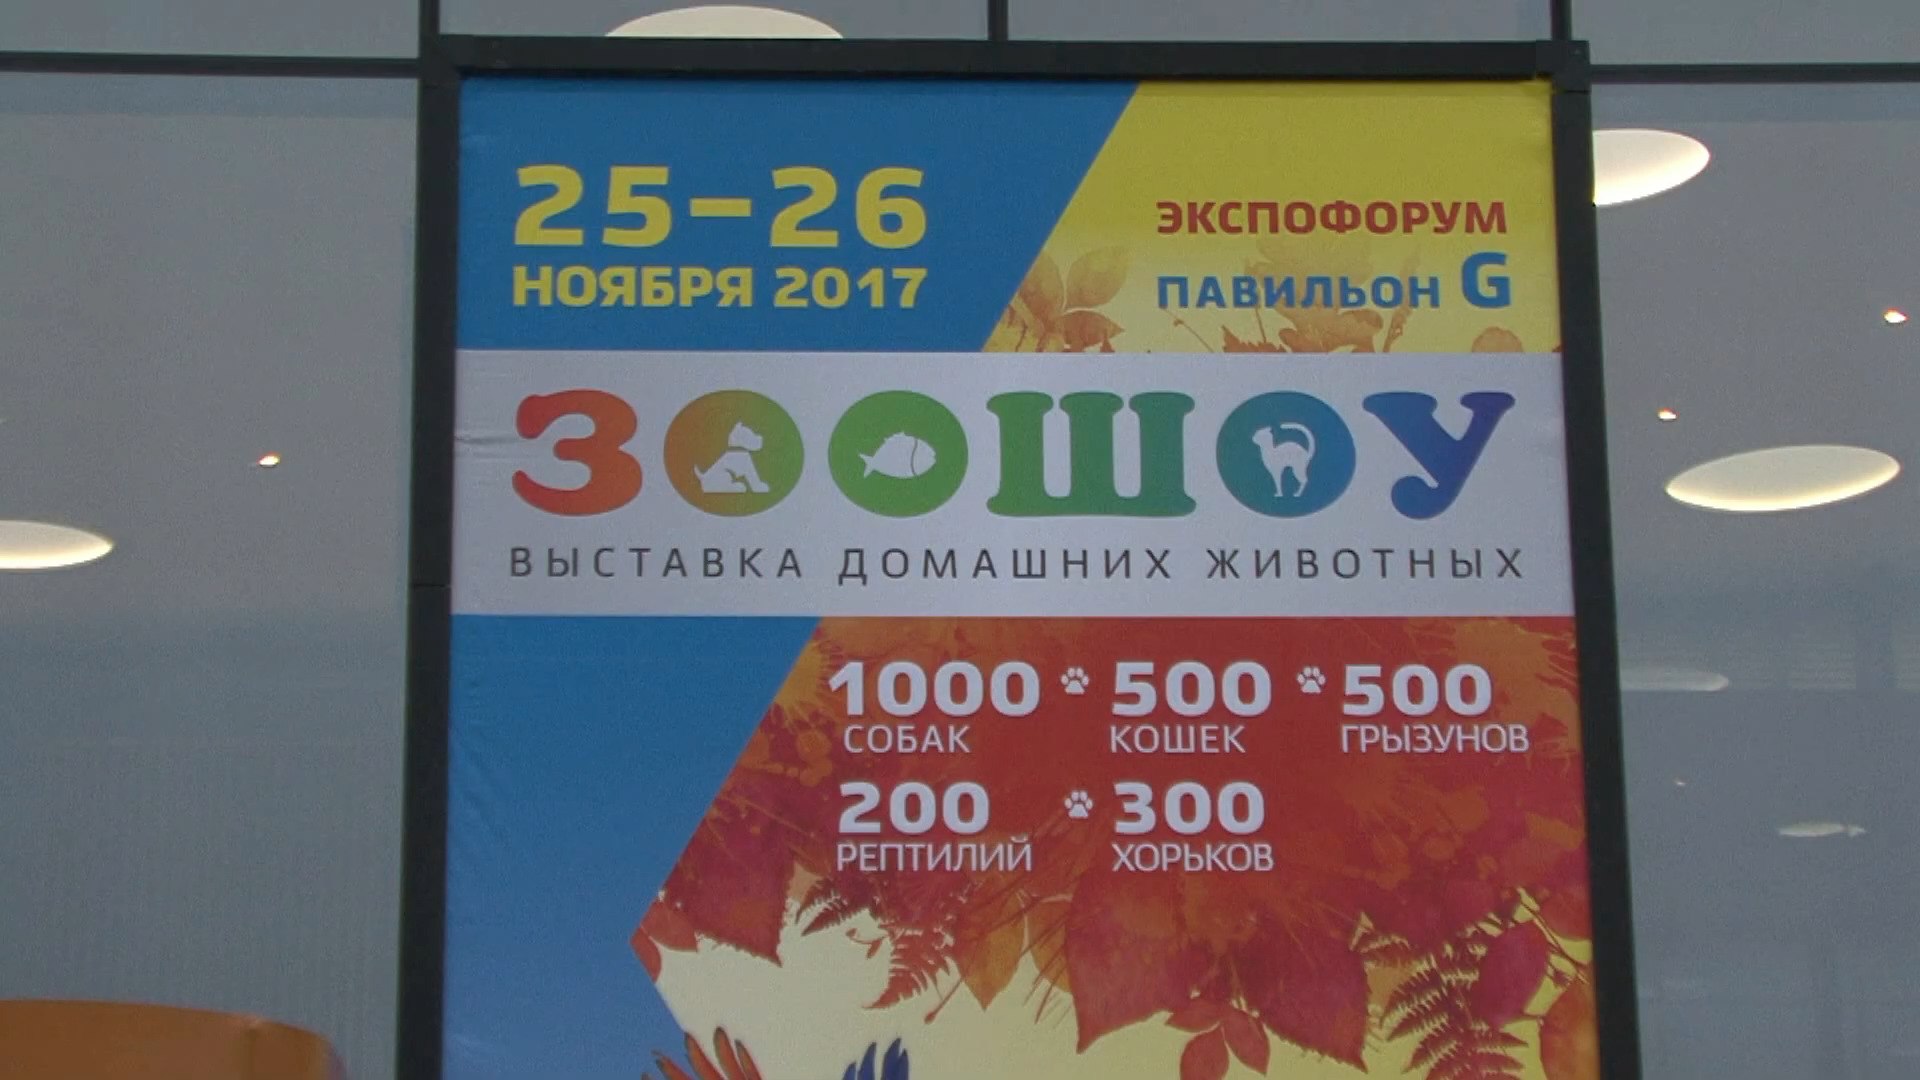 25–26
НОЯБРЯ 2017
ЭКСПОФОРУМ
ПАВИЛЬОН G
ЗООШОУ
ВЫСТАВКА ДОМАШНИХ ЖИВОТНЫХ
1000 500 500
СОБАК КОШЕК ГРЫЗУНОВ
200 300
РЕПТИЛИЙ ХОРЬКОВ